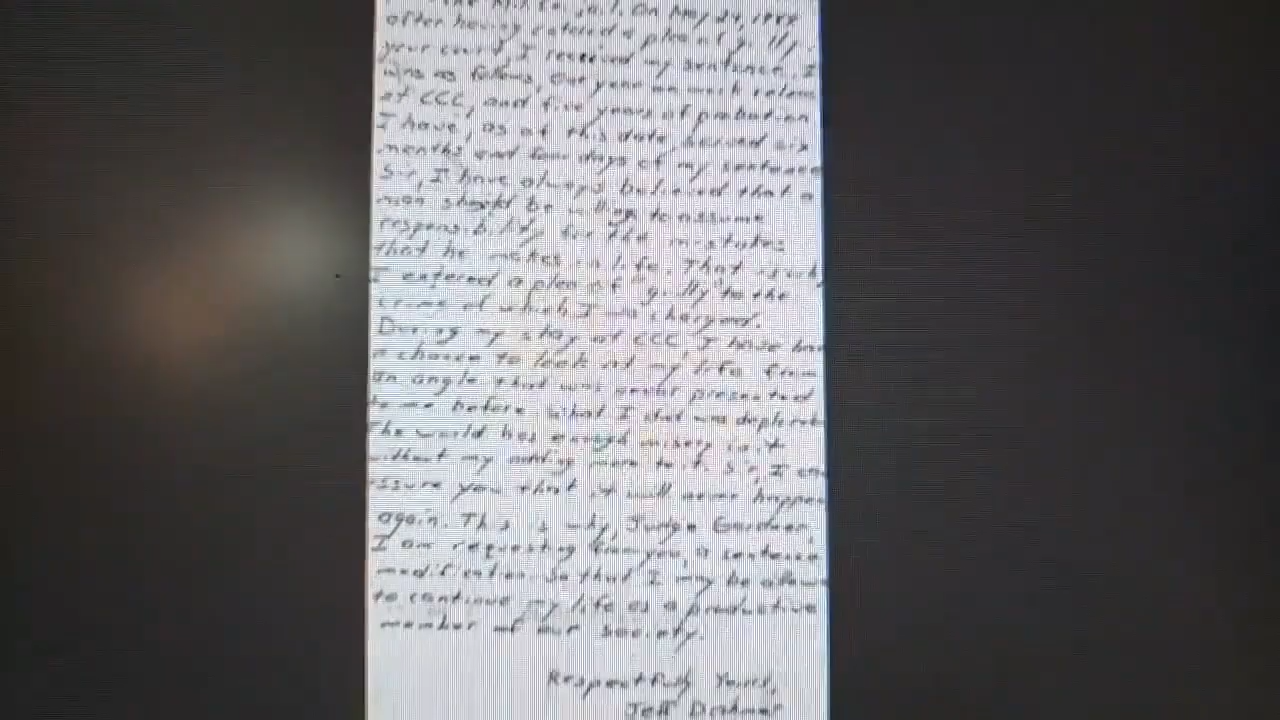 On May 24, 1989
after having entered a plea of guilty
your court, I received my sentence. I
was as follows, One year on work release
at CCC, and five years of probation
I have, as of this date served six
months and four days of my sentence
Sir, I have always believed that a
man should be willing to assume
responsibility for the mistakes
that he makes in life. That is why
I entered a plea of "guilty" to the
crime of which I was charged.
During my stay at CCC I have had
a chance to look at my life from
an angle that was never presented
to me before. What I did was deplorable
The world has enough misery in it
without my adding more to it. Sir, I can
assure you that it will never happen
again. This is why, Judge Gardner,
I am requesting from you, a sentence
modification. So that I may be allowed
to continue my life as a productive
member of our society.
Respectfully Yours,
Jeff Dahmer